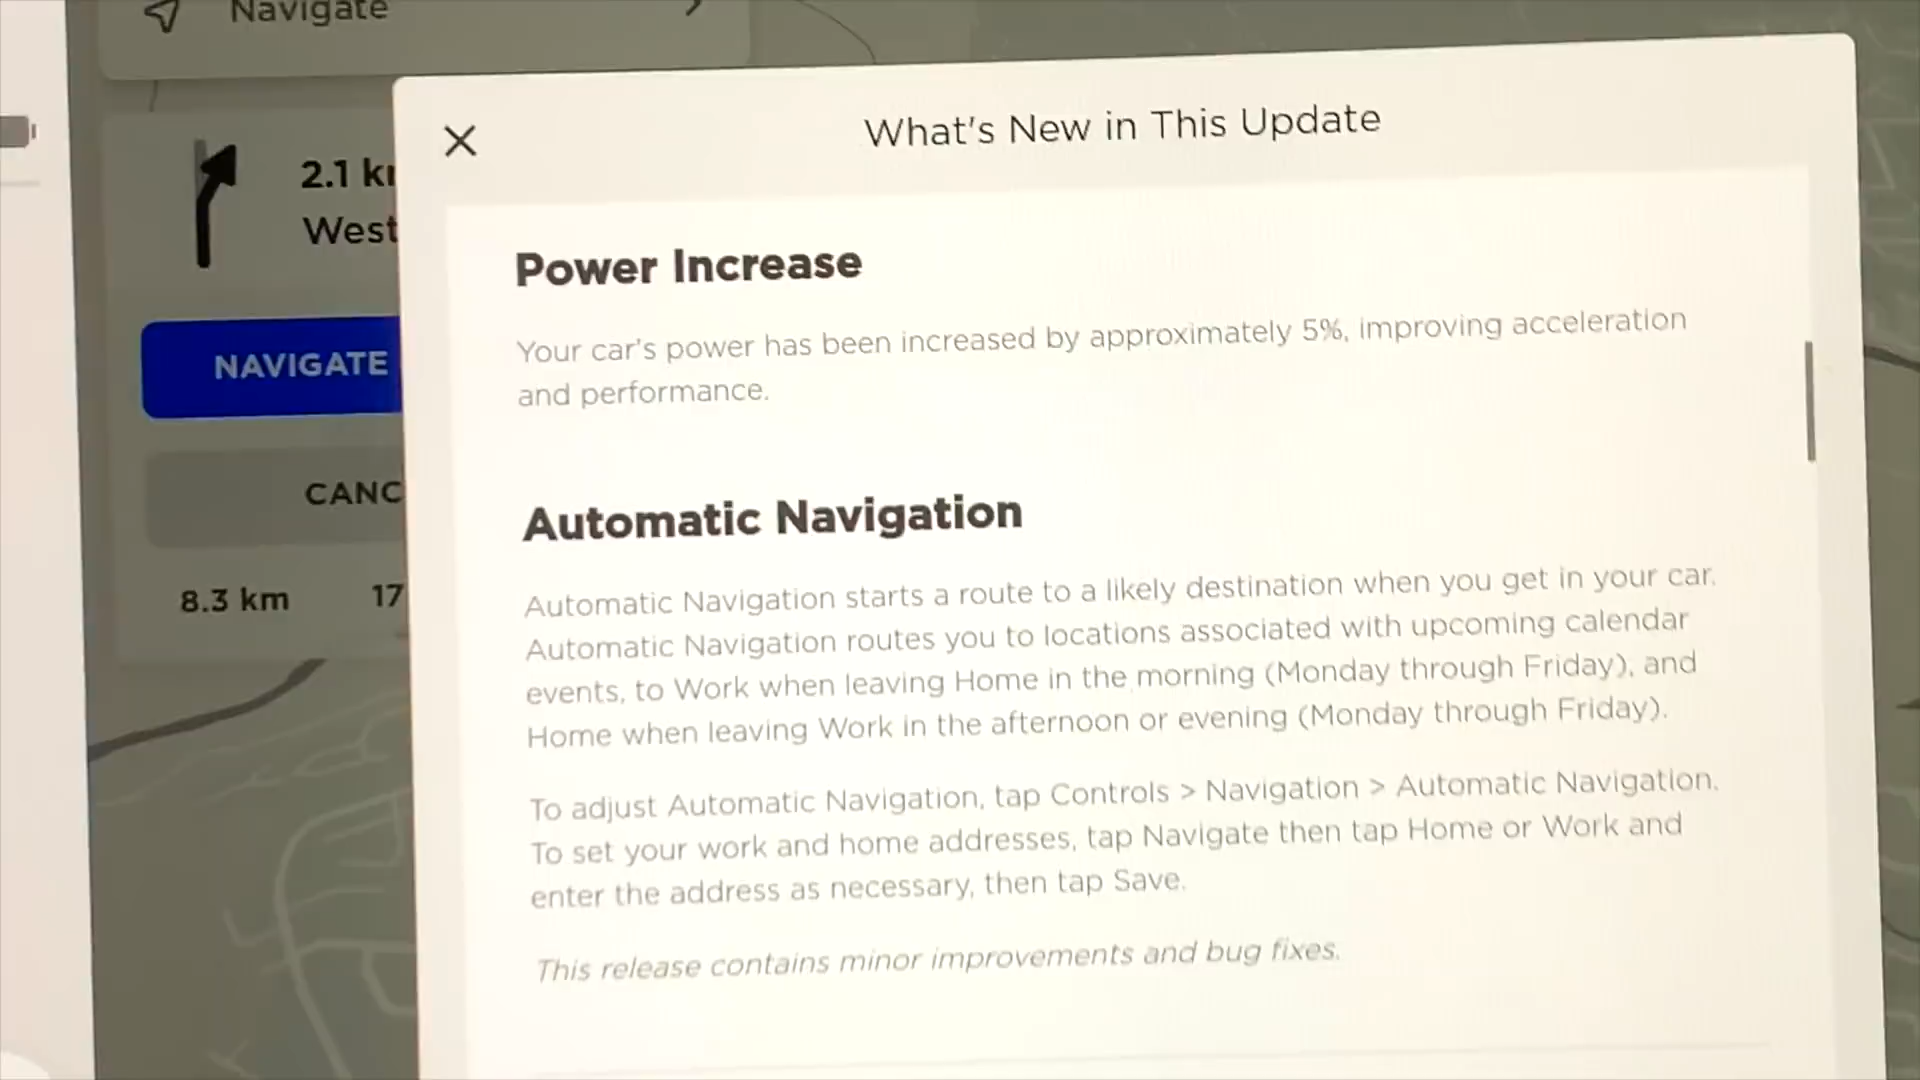 Navigate
2.1
West
NAVIGATE
8.3 km
17
What's New in This Update
Power Increase
Your car's power has been increased by approximately 5%, improving acceleration
and performance.
Automatic Navigation
Automatic Navigation starts a route to a likely destination when you get in your car.
Automatic Navigation routes you to locations associated with upcoming calendar
events, to Work when leaving Home in the morning (Monday through Friday), and
Home when leaving Work in the afternoon or evening (Monday through Friday).
To adjust Automatic Navigation, tap Controls > Navigation > Automatic Navigation.
To set your work and home addresses, tap Navigate then tap Home or Work and
enter the address as necessary, then tap Save.
This release contains minor improvements and bug fixes.